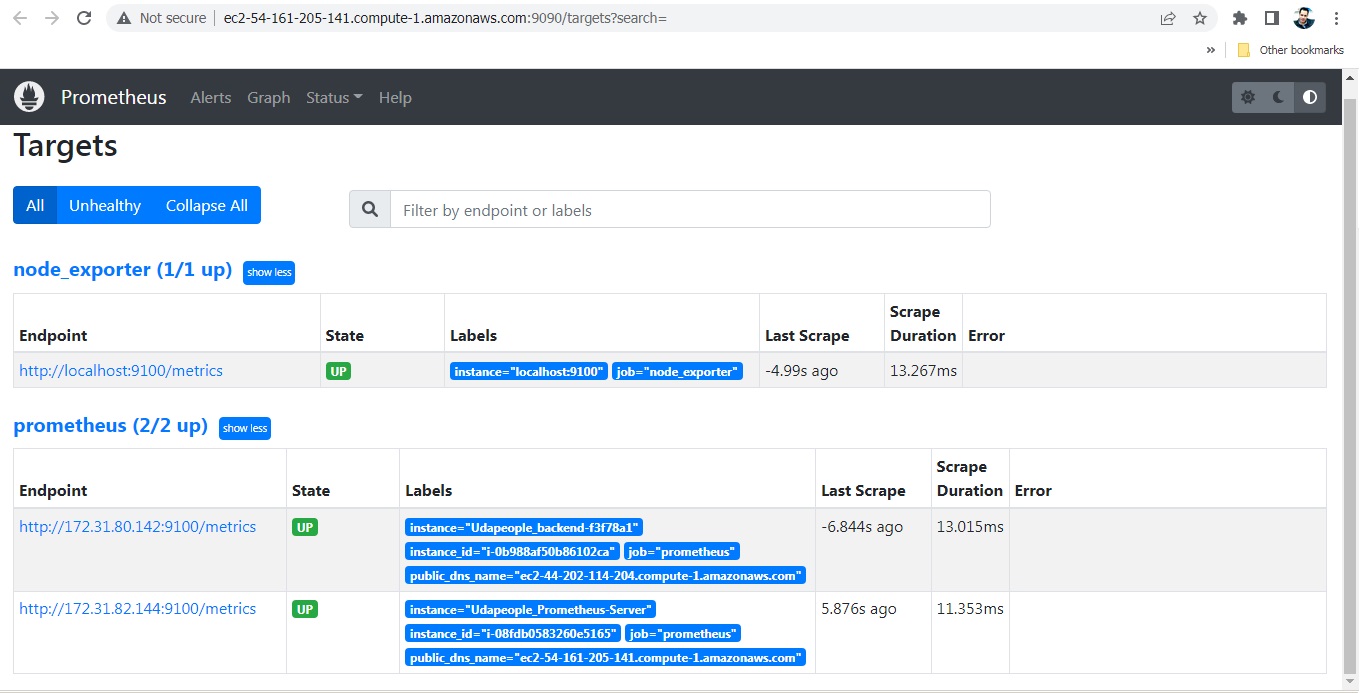 Not secure | ec2-54-161-205-141.compute-1.amazonaws.com:9090/targets?search=
» Other bookmarks
Prometheus Alerts Graph Status Help
Targets
All Unhealthy Collapse All Filter by endpoint or labels
node_exporter (1/1 up) show less
Endpoint State Labels Last Scrape Scrape Duration Error
http://localhost:9100/metrics UP instance="localhost:9100" job="node_exporter" -4.99s ago 13.267ms
prometheus (2/2 up) show less
Endpoint State Labels Last Scrape Scrape Duration Error
http://172.31.80.142:9100/metrics UP instance="Udapeople_backend-f3f78a1" -6.844s ago 13.015ms
instance_id="i-0b988af50b86102ca" job="prometheus"
public_dns_name="ec2-44-202-114-204.compute-1.amazonaws.com"
http://172.31.82.144:9100/metrics UP instance="Udapeople_Prometheus-Server" 5.876s ago 11.353ms
instance_id="i-08fdb0583260e5165" job="prometheus"
public_dns_name="ec2-54-161-205-141.compute-1.amazonaws.com"